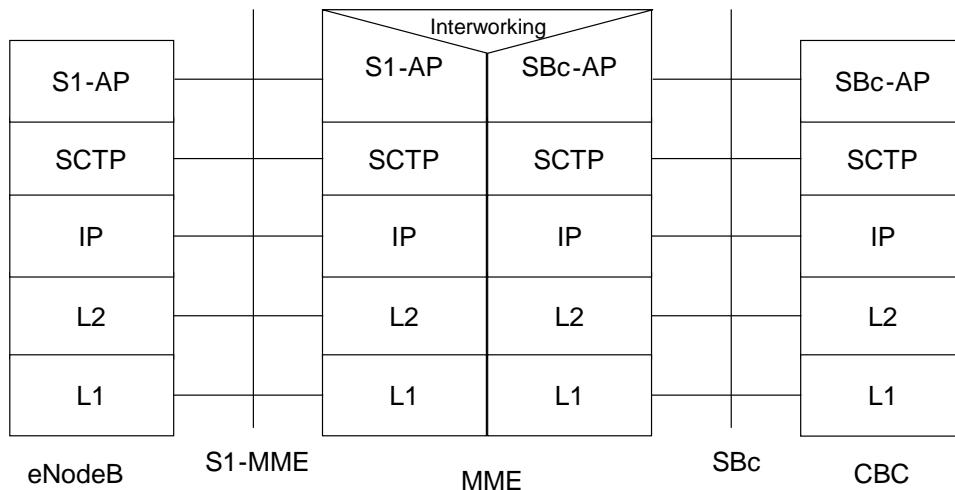 Interworking
S1-AP S1-AP SBc-AP SBc-AP
SCTP SCTP SCTP SCTP
IP IP IP IP
L2 L2 L2 L2
L1 L1 L1 L1
eNodeB S1-MME MME SBc CBC